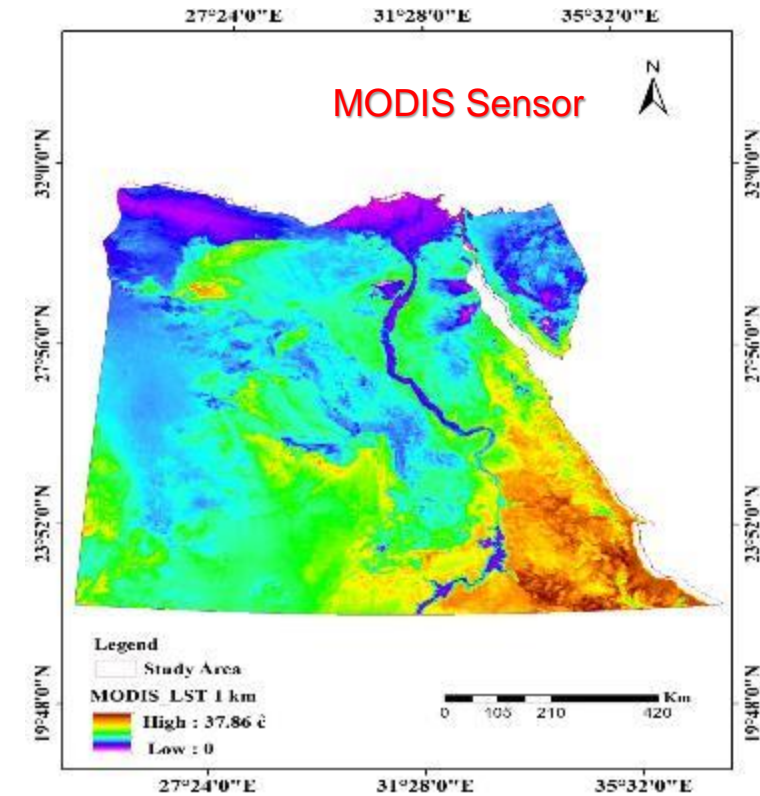 27°24'0"E 31°28'0"E 35°32'0"E
N
MODIS Sensor
32°0'0"N 32°0'0"N
27°56'0"N 27°56'0"N
23°52'0"N 23°52'0"N
19°48'0"N 19°48'0"N
Legend
Study Area
MODIS_LST 1 km
High : 37.86 č
Low : 0
Km
0 105 210 420
27°24'0"E 31°28'0"E 35°32'0"E